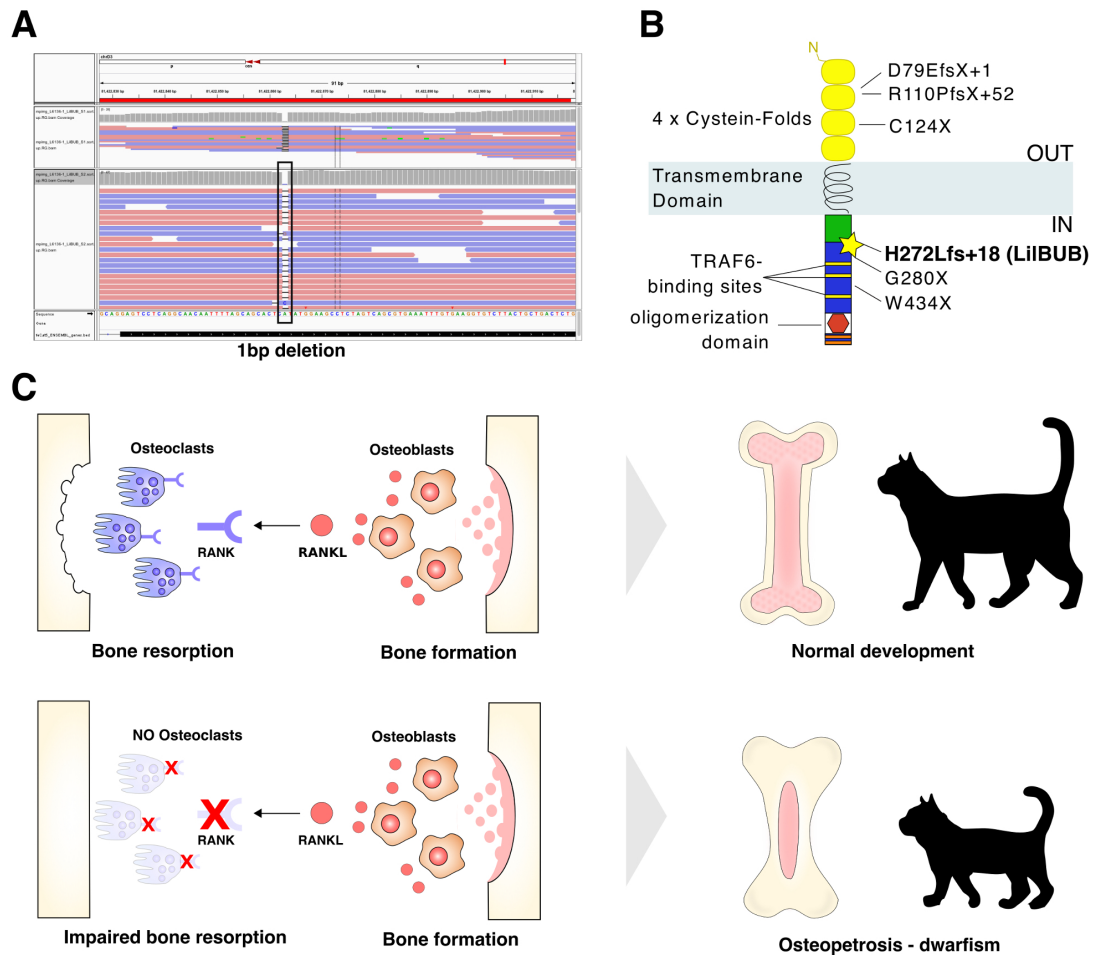 A
chrD3
p
q
91 bp
1bp deletion
B
N
D79EfsX+1
R110PfsX+52
4 x Cystein-Folds
C124X
OUT
Transmembrane
Domain
IN
H272Lfs+18 (LilBUB)
TRAF6-
binding sites
G280X
W434X
oligomerization
domain
C
Osteoclasts
Osteoblasts
RANK
RANKL
Bone resorption
Bone formation
Normal development
NO Osteoclasts
Osteoblasts
X
X
X
X
RANK
RANKL
Impaired bone resorption
Bone formation
Osteopetrosis - dwarfism